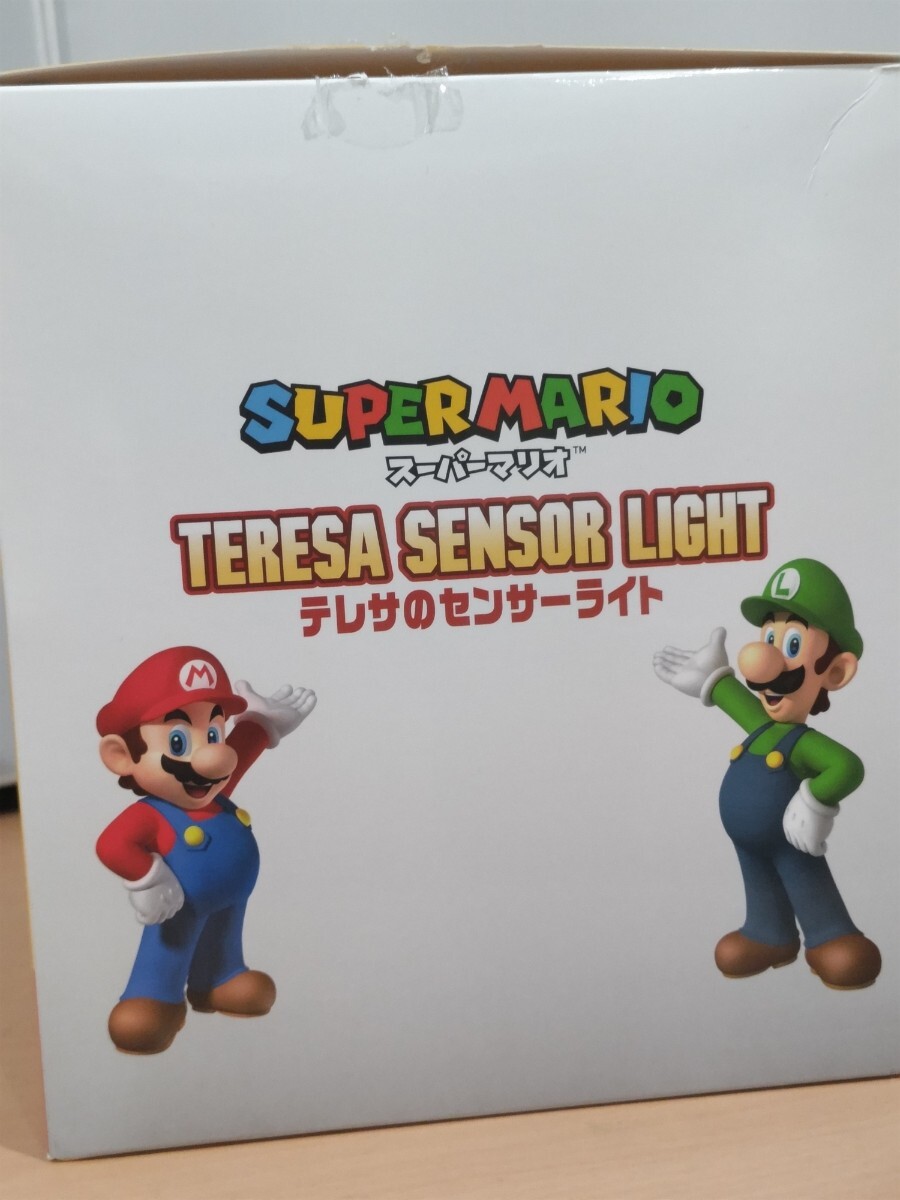 SUPER MARIO
スーパーマリオ™
TERESA SENSOR LIGHT
テレサのセンサーライト
L
M